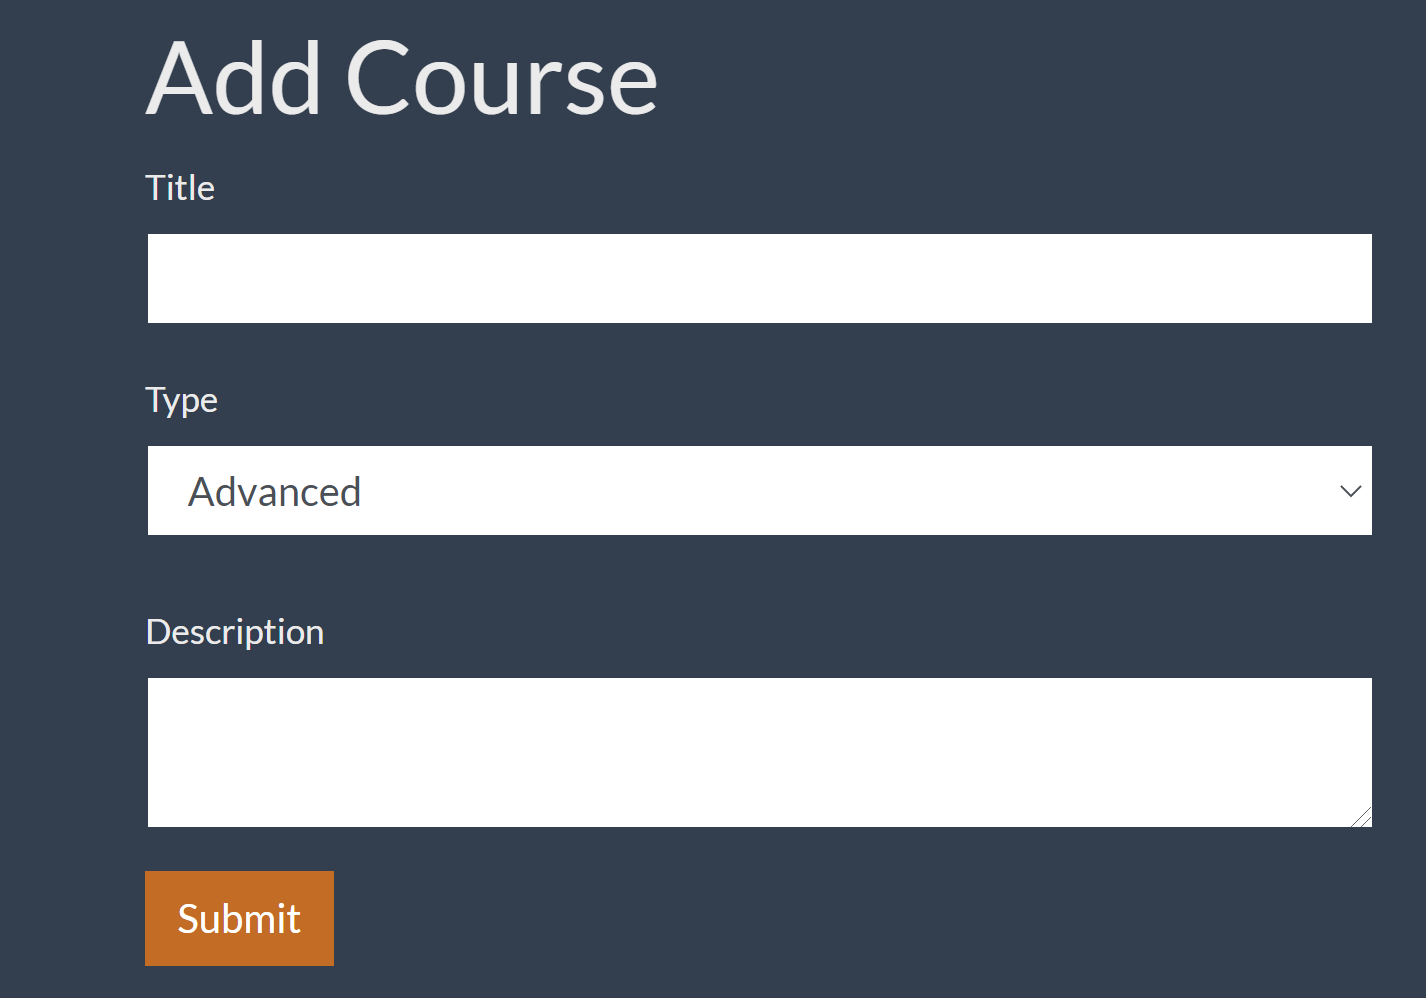 Add Course
Title
Type
Advanced
Description
Submit